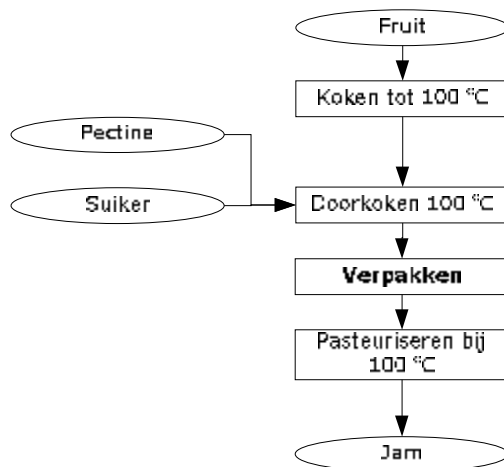 Fruit
Koken tot 100 °C
Pectine
Suiker
Doorkoken 100 °C
Verpakken
Pasteuriseren bij
100 °C
Jam